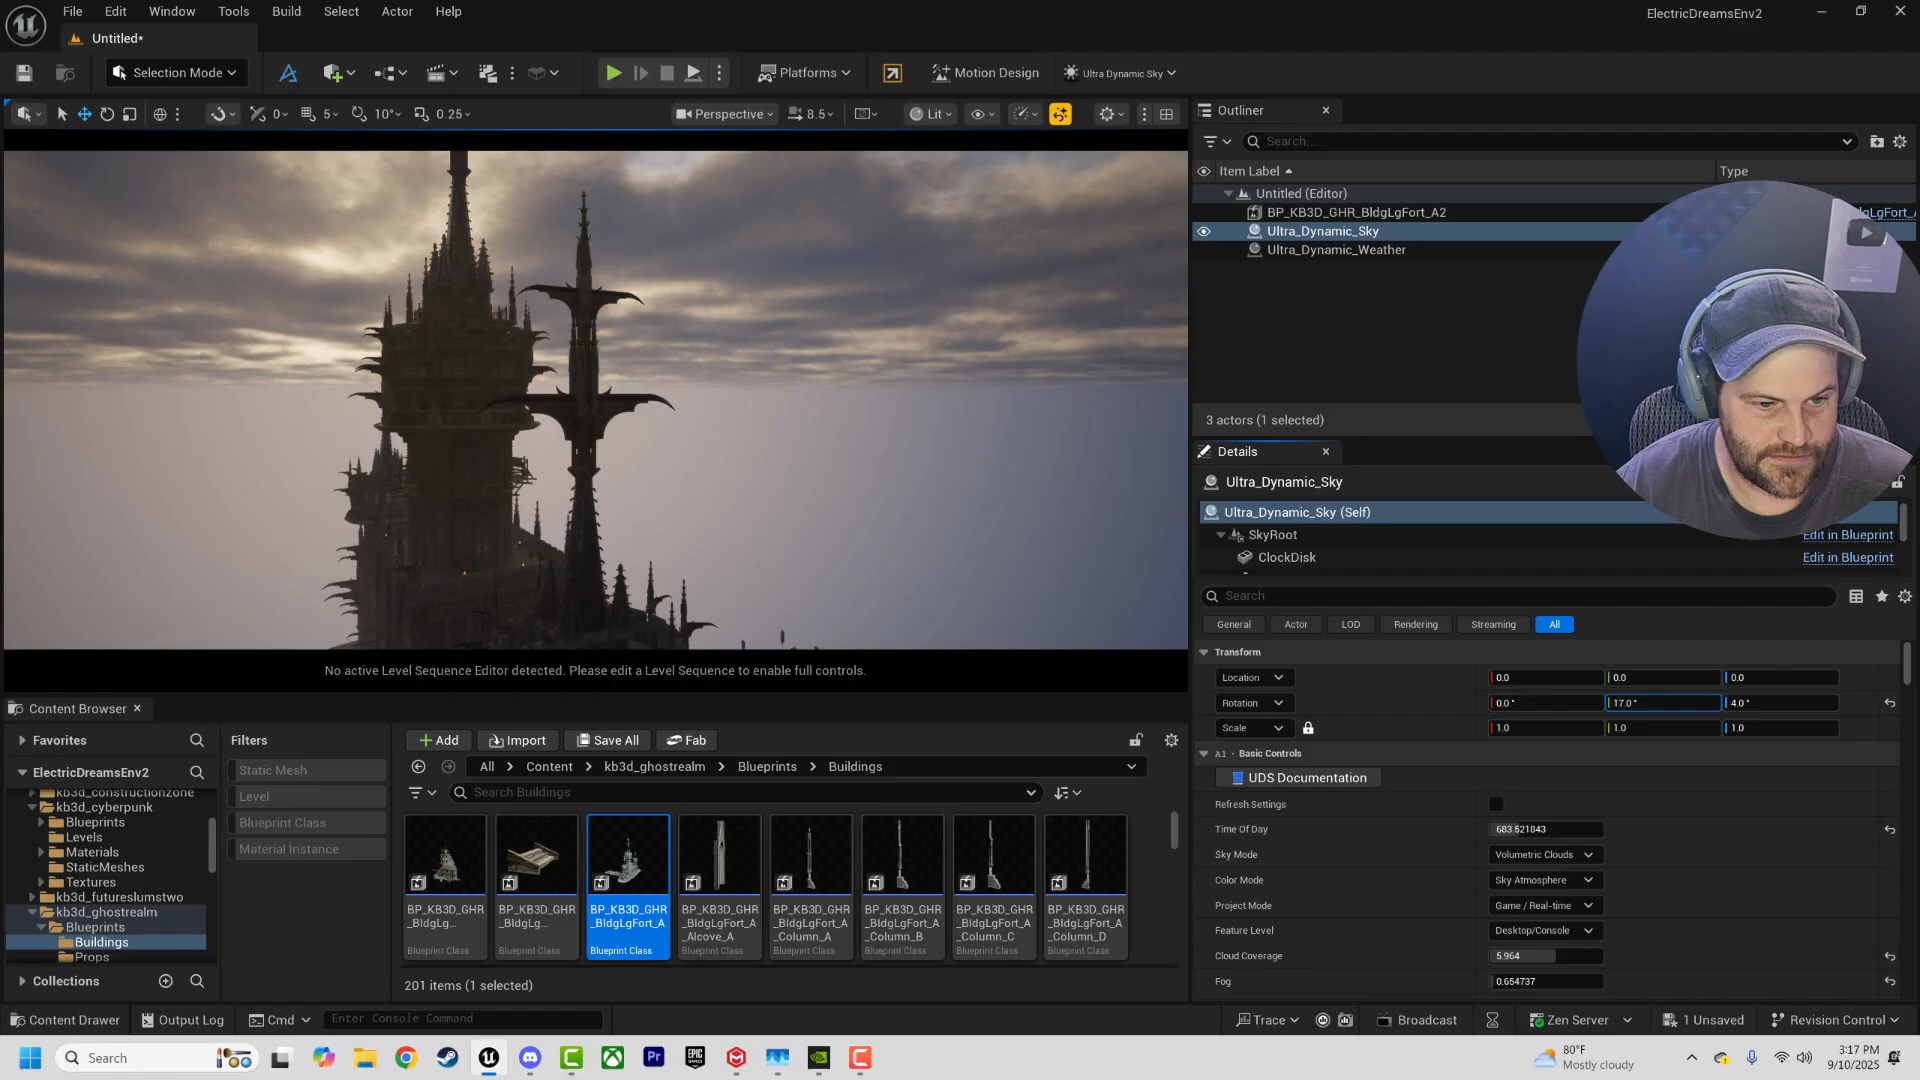 File Edit Window Tools Build Select Actor Help
ElectricDreamsEnv2
Untitled*
Selection Mode
Platforms
Motion Design
Ultra Dynamic Sky
0
5
10°
0.25
Perspective
8.5
Lit
No active Level Sequence Editor detected. Please edit a Level Sequence to enable full controls.
Outliner
Search...
Item Label
Type
Untitled (Editor)
BP_KB3D_GHR_BldgLgFort_A2
Ultra_Dynamic_Sky
Ultra_Dynamic_Weather
3 actors (1 selected)
Details
Ultra_Dynamic_Sky
Ultra_Dynamic_Sky (Self)
SkyRoot
Edit in Blueprint
ClockDisk
Edit in Blueprint
Search
General Actor LOD Rendering Streaming All
Transform
Location 0.0 0.0 0.0
Rotation 0.0° 17.0° 4.0°
Scale 1.0 1.0 1.0
A1 · Basic Controls
UDS Documentation
Refresh Settings
Time Of Day 683.521843
Sky Mode Volumetric Clouds
Color Mode Sky Atmosphere
Project Mode Game / Real-time
Feature Level Desktop/Console
Cloud Coverage 5.964
Fog 0.654737
Content Browser
Favorites
ElectricDreamsEnv2
kb3d_constructionzone
kb3d_cyberpunk
Blueprints
Levels
Materials
StaticMeshes
Textures
kb3d_futureslumstwo
kb3d_ghostrealm
Blueprints
Buildings
Props
Collections
Filters
Static Mesh
Level
Blueprint Class
Material Instance
Add
Import
Save All
Fab
All > Content > kb3d_ghostrealm > Blueprints > Buildings
Search Buildings
BP_KB3D_GHR
_BldgLg...
Blueprint Class
BP_KB3D_GHR
_BldgLg...
Blueprint Class
BP_KB3D_GHR
_BldgLgFort_A
Blueprint Class
BP_KB3D_GHR
_BldgLgFort_A
_Alcove_A
Blueprint Class
BP_KB3D_GHR
_BldgLgFort_A
_Column_A
Blueprint Class
BP_KB3D_GHR
_BldgLgFort_A
_Column_B
Blueprint Class
BP_KB3D_GHR
_BldgLgFort_A
_Column_C
Blueprint Class
BP_KB3D_GHR
_BldgLgFort_A
_Column_D
Blueprint Class
201 items (1 selected)
Content Drawer
Output Log
Cmd
Enter Console Command
Trace
Broadcast
Zen Server
1 Unsaved
Revision Control
Search
80°F
Mostly cloudy
3:17 PM
9/10/2025